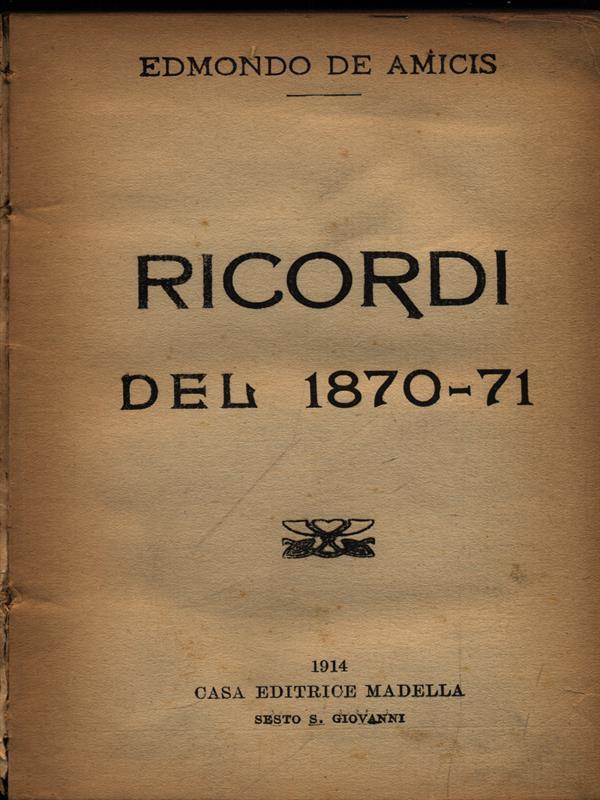 EDMONDO DE AMICIS
RICORDI
DEL 1870-71
1914
CASA EDITRICE MADELLA
SESTO S. GIOVANNI